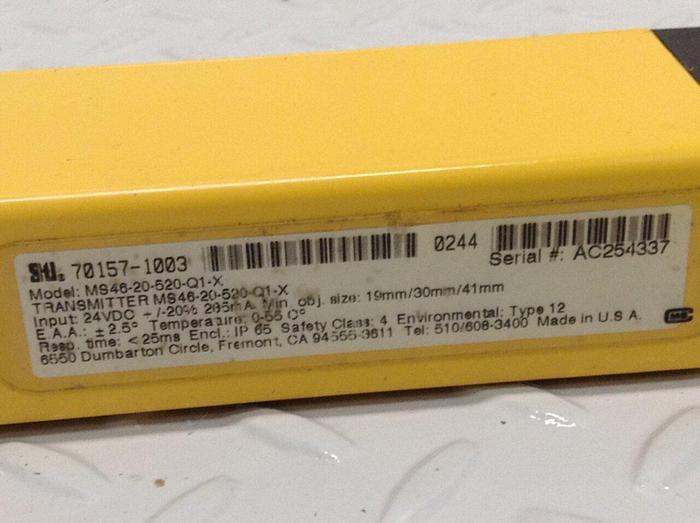 STI 70157-1003 0244
Serial #: AC254337
Model: MS46-20-520-Q1-X
TRANSMITTER MS46-20-520-Q1-X
Input: 24VDC +/-20% 265mA Min. obj. size: 19mm/30mm/41mm
E.A.A.: ±2.5° Temperature: 0-55 C°
Resp. time: <25ms Encl.: IP 65 Safety Class: 4 Environmental: Type 12
6550 Dumbarton Circle, Fremont, CA 94555-3611 Tel: 510/608-3400 Made in U.S.A.